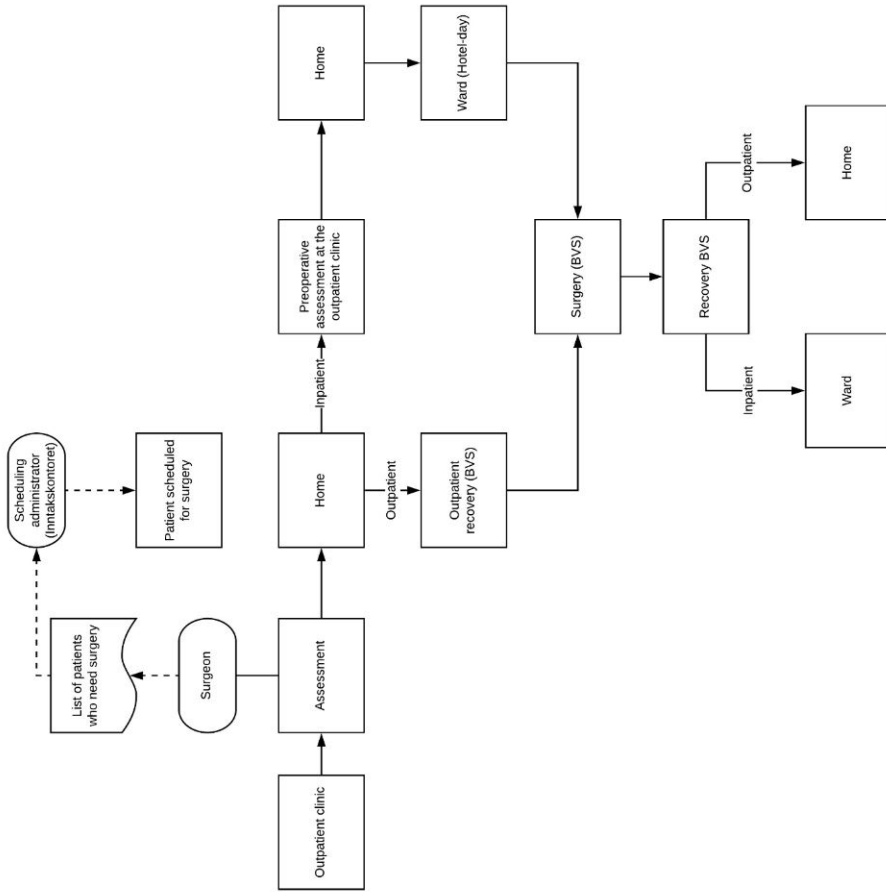 Scheduling
administrator
(Inntakskontoret)
List of patients
who need surgery
Patient scheduled
for surgery
Surgeon
Outpatient clinic
Assessment
Home
Inpatient
Preoperative
assessment at the
outpatient clinic
Home
Outpatient
Outpatient
recovery (BVS)
Ward (Hotel-day)
Surgery (BVS)
Recovery BVS
Inpatient
Outpatient
Ward
Home